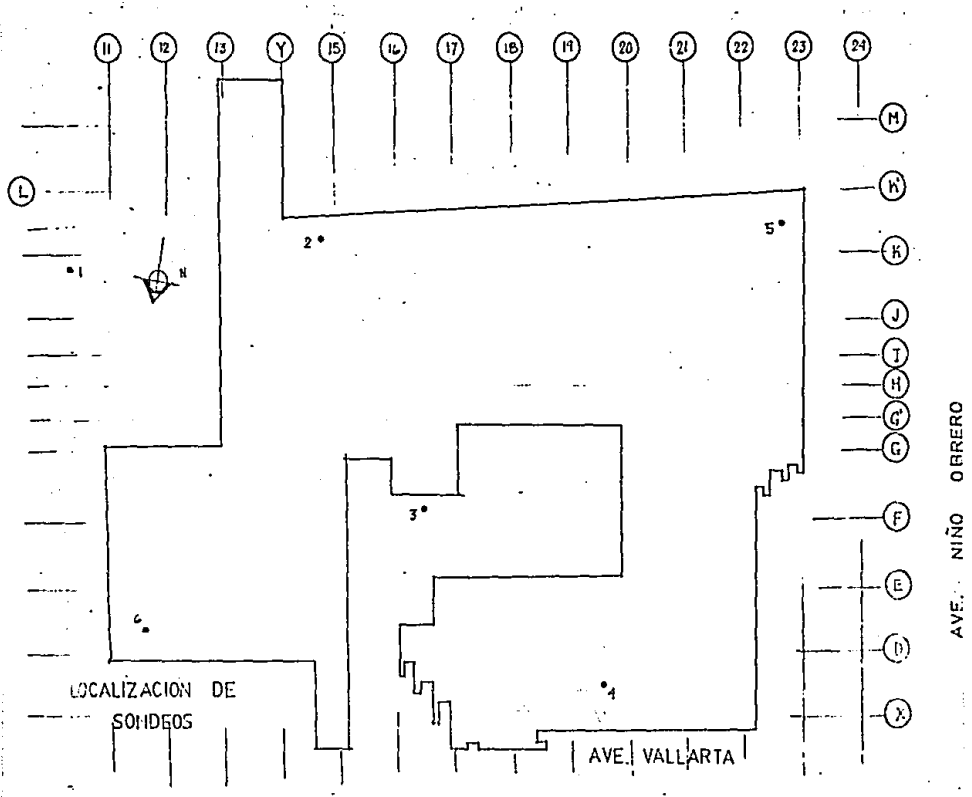 11 12 13 Y 15 16 17 18 19 20 21 22 23 24
M
L
K'
2
5
K
1
N
J
I
H
G'
G
3
F
E
6
D
4
X
LOCALIZACION DE
SONDEOS
AVE. VALLARTA
AVE. NIÑO OBRERO